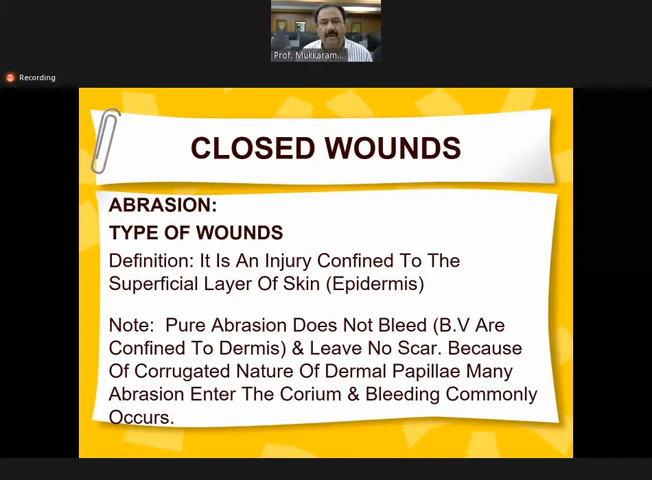 Prof. Mukkaram...
Recording
CLOSED WOUNDS
ABRASION:
TYPE OF WOUNDS
Definition: It Is An Injury Confined To The
Superficial Layer Of Skin (Epidermis)
Note: Pure Abrasion Does Not Bleed (B.V Are
Confined To Dermis) & Leave No Scar. Because
Of Corrugated Nature Of Dermal Papillae Many
Abrasion Enter The Corium & Bleeding Commonly
Occurs.